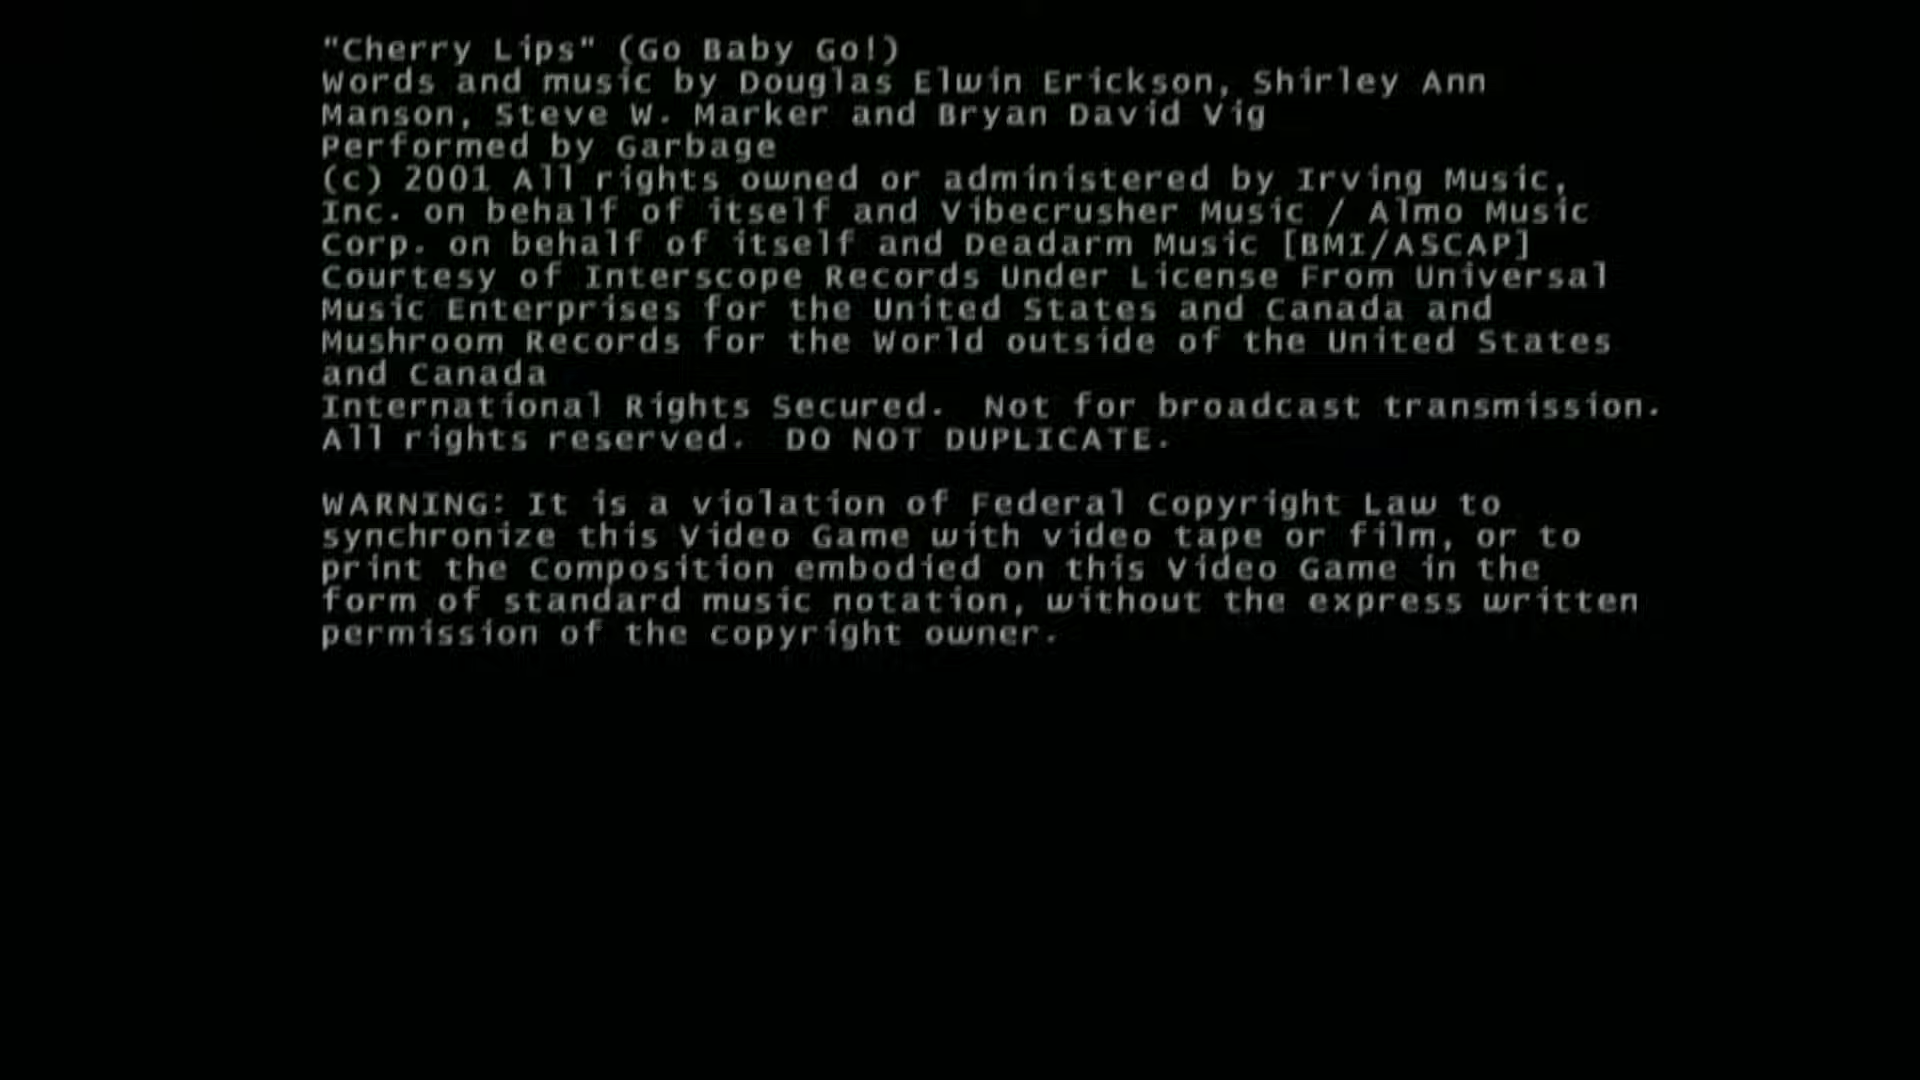 "Cherry Lips" (Go Baby Go!)
Words and music by Douglas Elwin Erickson, Shirley Ann
Manson, Steve W. Marker and Bryan David Vig
Performed by Garbage
(c) 2001 All rights owned or administered by Irving Music,
Inc. on behalf of itself and Vibecrusher Music / Almo Music
Corp. on behalf of itself and Deadarm Music [BMI/ASCAP]
Courtesy of Interscope Records Under License From Universal
Music Enterprises for the United States and Canada and
Mushroom Records for the World outside of the United States
and Canada
International Rights Secured.  Not for broadcast transmission.
All rights reserved.  DO NOT DUPLICATE.

WARNING: It is a violation of Federal Copyright Law to
synchronize this Video Game with video tape or film, or to
print the Composition embodied on this Video Game in the
form of standard music notation, without the express written
permission of the copyright owner.